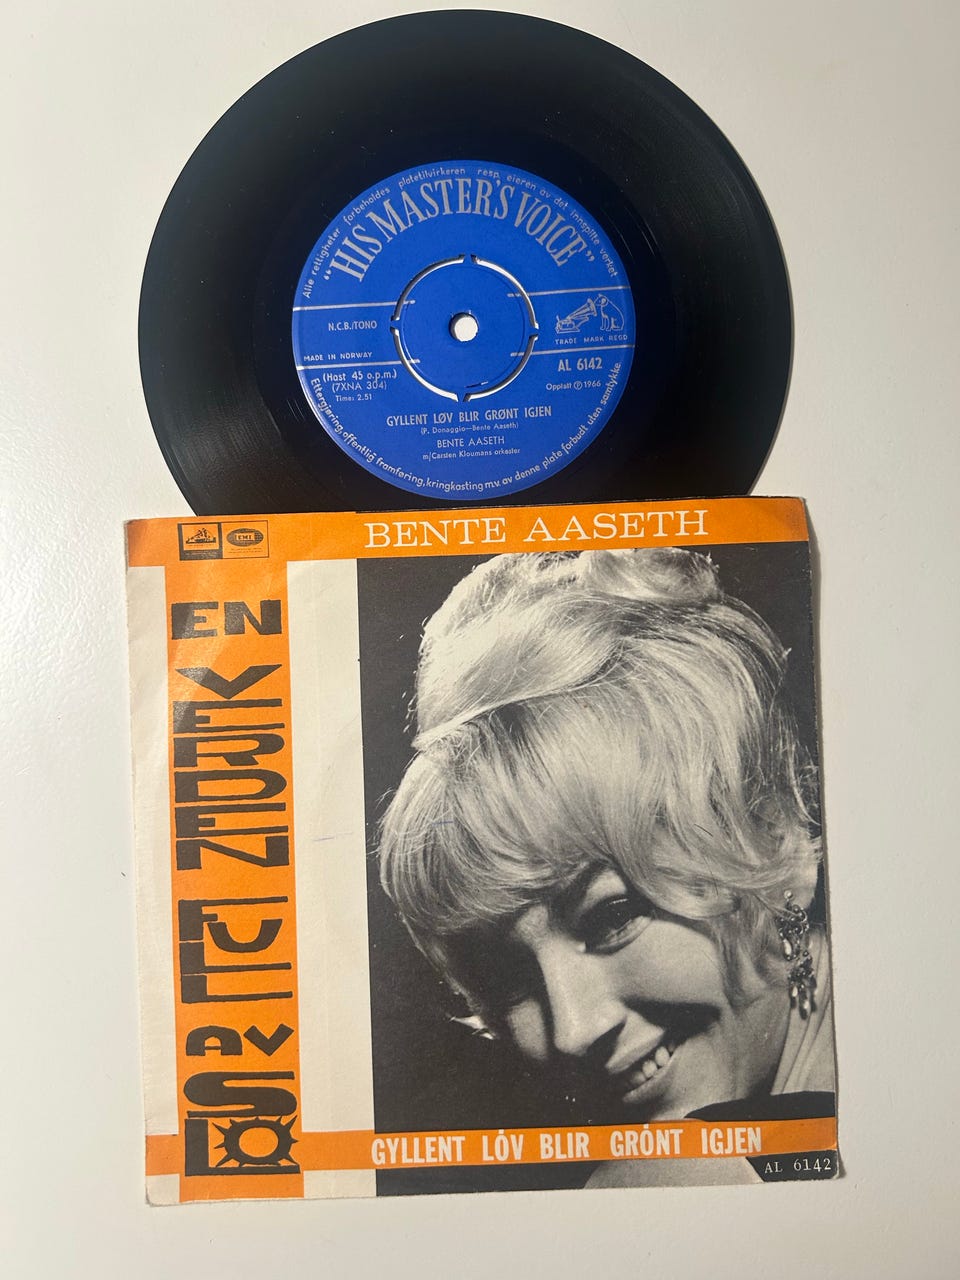 Alle rettigheter forbeholdes platetilvirkeren resp. eieren av det innspilte verket
"HIS MASTER'S VOICE"
N.C.B./TONO
TRADE MARK REGD
MADE IN NORWAY
AL 6142
(Hast 45 o.p.m.)
(7XNA 304)
Time: 2.51
Opptatt Ⓟ 1966
GYLLENT LØV BLIR GRØNT IGJEN
(P. Donaggio—Bente Aaseth)
BENTE AASETH
m/Carsten Kloumans orkester
Ettergjøring, offentlig framføring, kringkasting m.v. av denne plate forbudt uten samtykke
EMI
BENTE AASETH
EN
VERDEN
FULL
AV
SOL
GYLLENT LÖV BLIR GRÖNT IGJEN
AL 6142